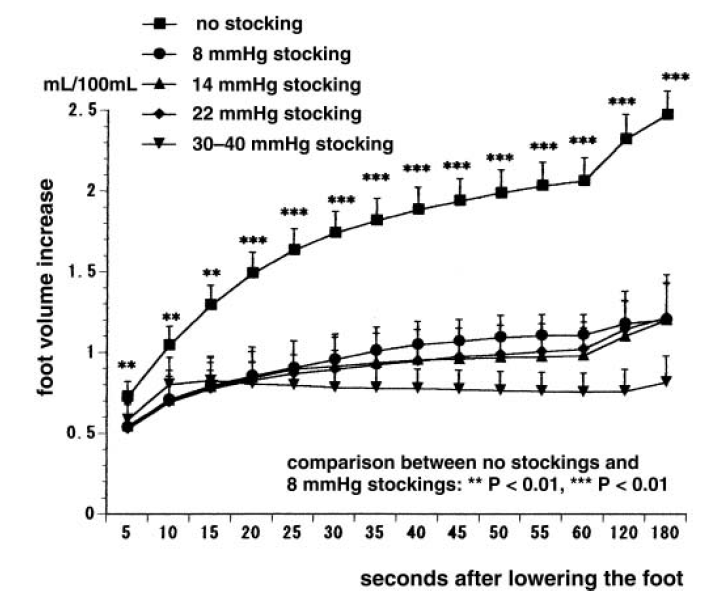 no stocking
8 mmHg stocking
mL/100mL 14 mmHg stocking
22 mmHg stocking
30–40 mmHg stocking
2.5
2
1.5
1
0.5
0
foot volume increase
** ** ** *** *** *** *** *** *** *** *** *** *** ***
comparison between no stockings and
8 mmHg stockings: ** P < 0.01, *** P < 0.01
5 10 15 20 25 30 35 40 45 50 55 60 120 180
seconds after lowering the foot